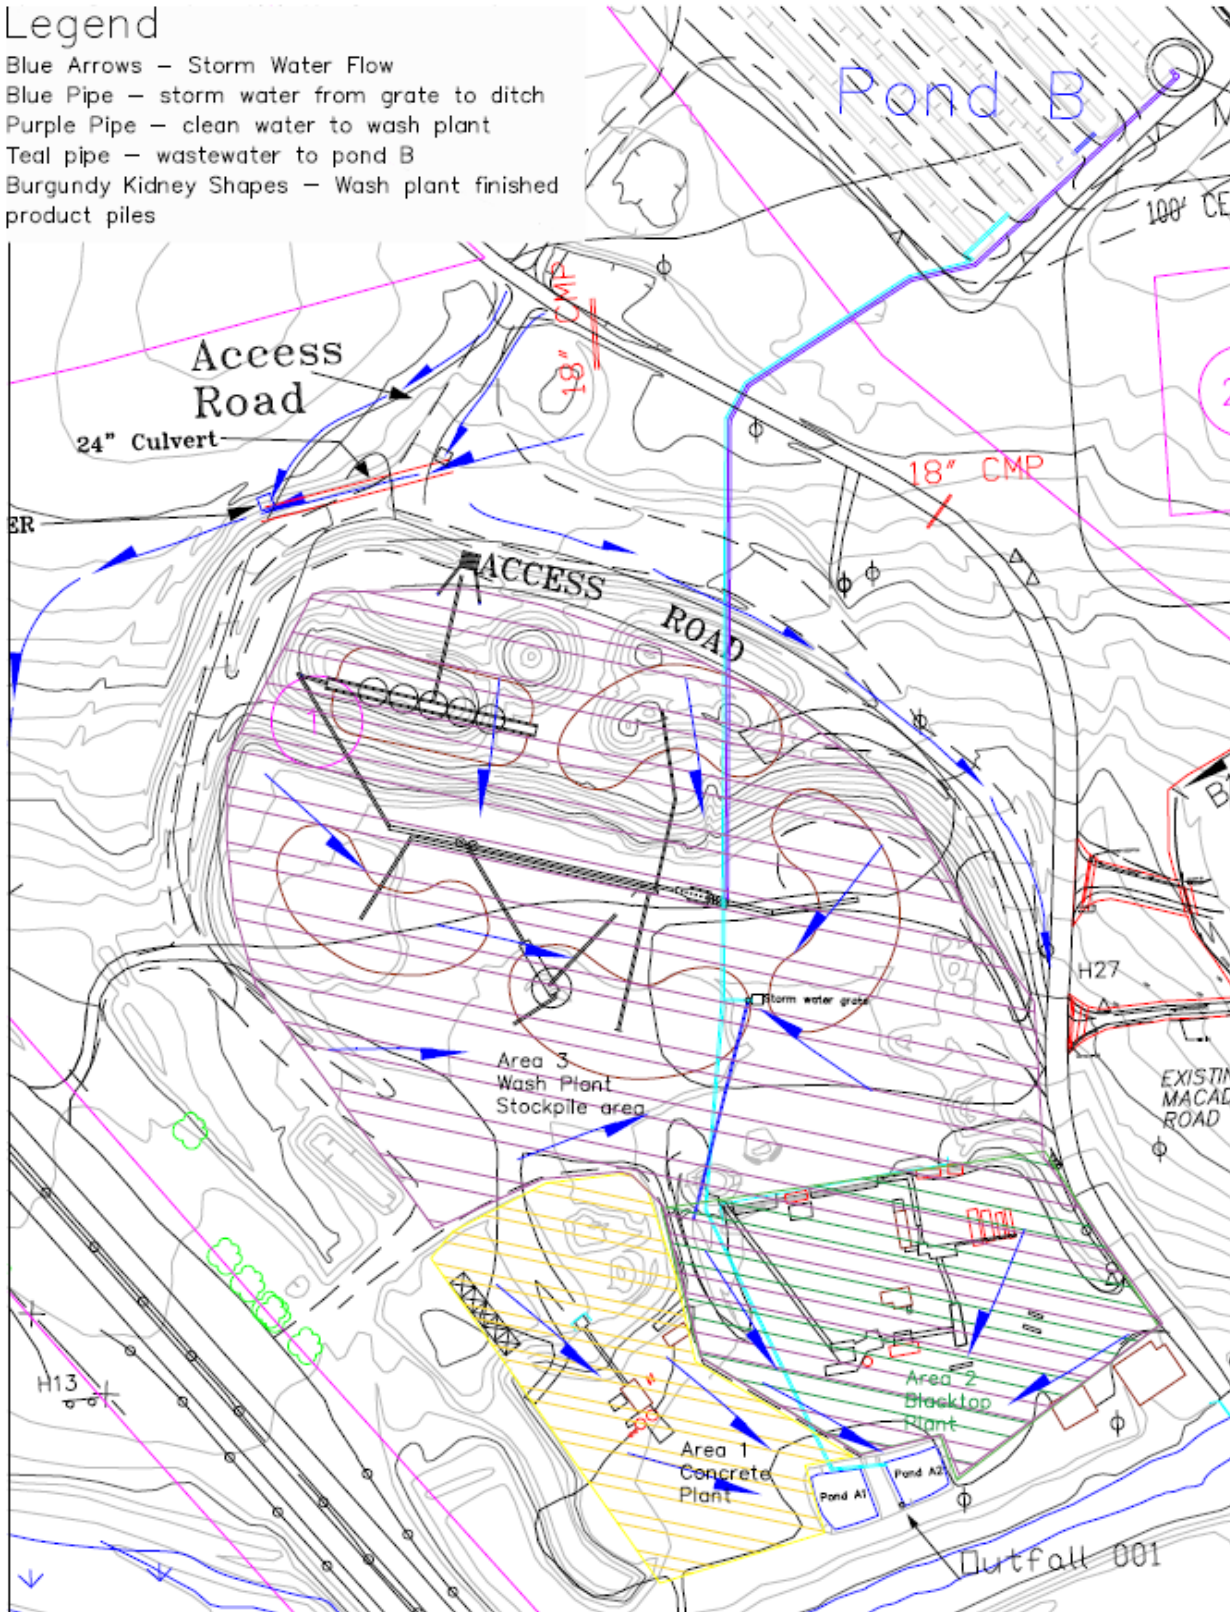 Legend
Blue Arrows – Storm Water Flow
Blue Pipe – storm water from grate to ditch
Purple Pipe – clean water to wash plant
Teal pipe – wastewater to pond B
Burgundy Kidney Shapes – Wash plant finished
product piles
Pond B
M
100' CE
18" CMP
Access
Road
24" Culvert
18" CMP
ER
ACCESS ROAD
1
2
H27
Storm water grate
Area 3
Wash Plant
Stockpile area
EXISTIN
MACAD
ROAD
H13
Area 2
Blacktop
Plant
Area 1
Concrete
Plant
Pond A1
Pond A2
Outfall 001